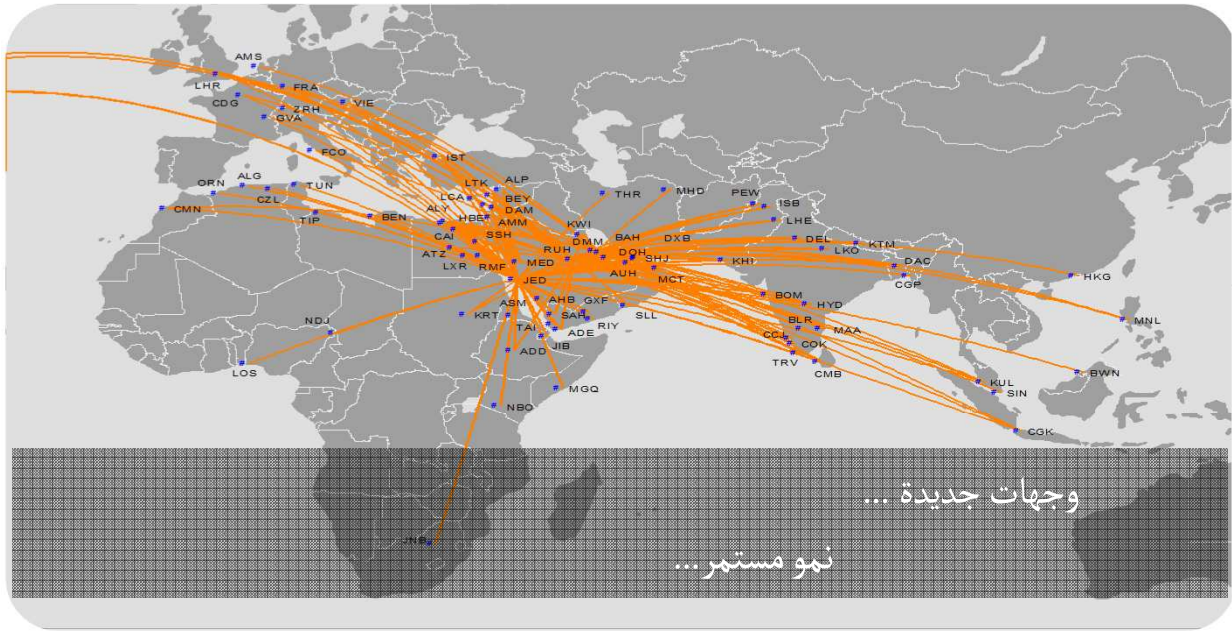 AMS
LHR
FRA
CDG
ZRH
VIE
GVA
FCO
IST
ORN
ALG
CZL
TUN
LTK
ALP
THR
MHD
PEW
ISB
CMN
TIP
BEN
LCA
BEY
ALY
HBE
DAM
AMM
KWI
LHE
CAI
SSH
RUH
DMM
BAH
DXB
DEL
KTM
ATZ
DOH
LKO
LXR
RMF
MED
SHJ
KHI
DAC
JED
AUH
MCT
CGP
HKG
ASM
AHB
GXF
SLL
BOM
HYD
NDJ
KRT
SAH
RIY
BLR
MAA
MNL
TAI
ADE
CCJ
COK
LOS
ADD
JIB
TRV
CMB
BWN
MGQ
KUL
SIN
NBO
CGK
وجهات جديدة ...
JNB
نمو مستمر...